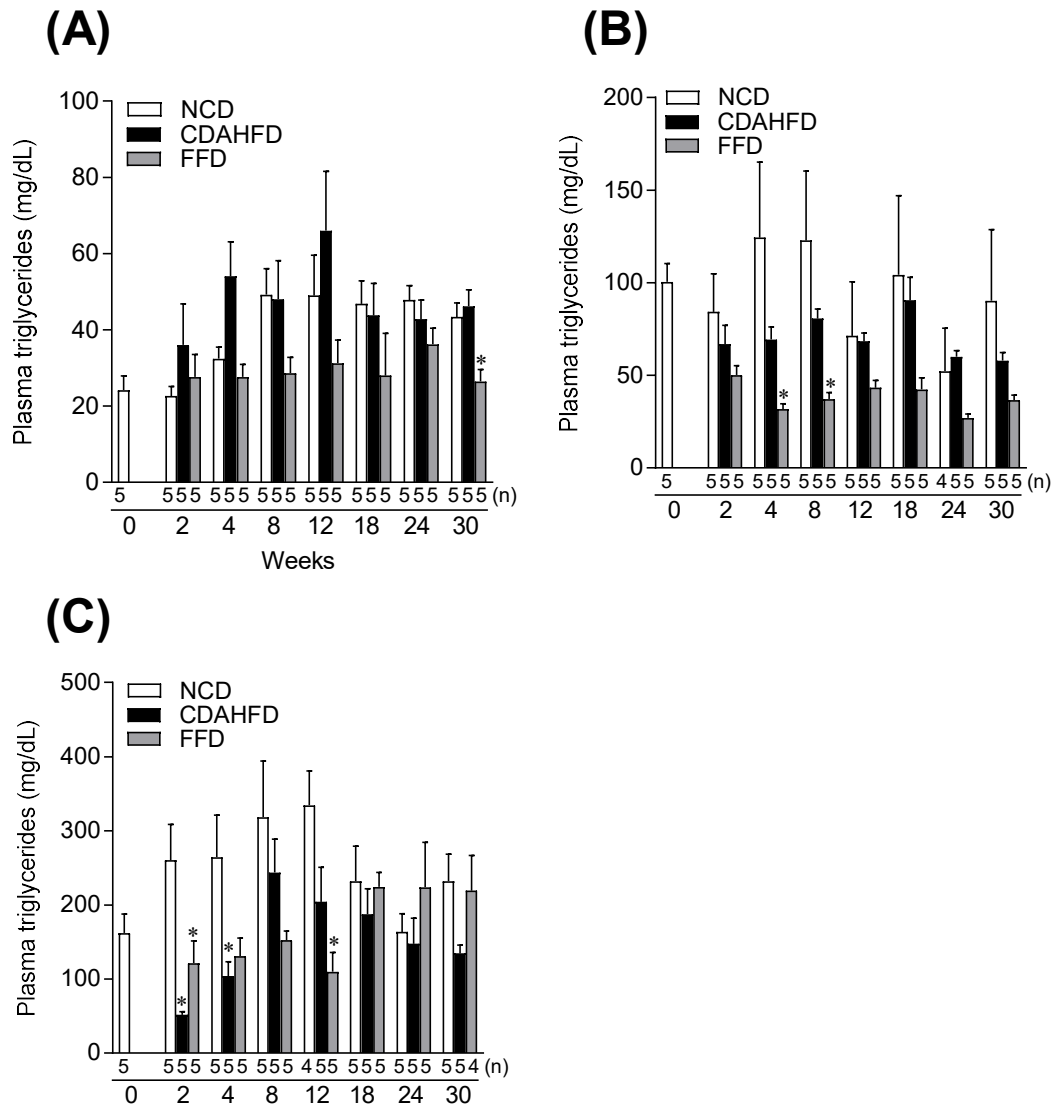 (A)
Plasma triglycerides (mg/dL)
100
80
60
40
20
0
NCD
CDAHFD
FFD
*
5 555 555 555 555 555 555 555 (n)
0 2 4 8 12 18 24 30
Weeks
(B)
Plasma triglycerides (mg/dL)
200
150
100
50
0
NCD
CDAHFD
FFD
* *
5 555 555 555 555 555 455 555 (n)
0 2 4 8 12 18 24 30
(C)
Plasma triglycerides (mg/dL)
500
400
300
200
100
0
NCD
CDAHFD
FFD
* * * *
5 555 555 555 455 555 555 554 (n)
0 2 4 8 12 18 24 30